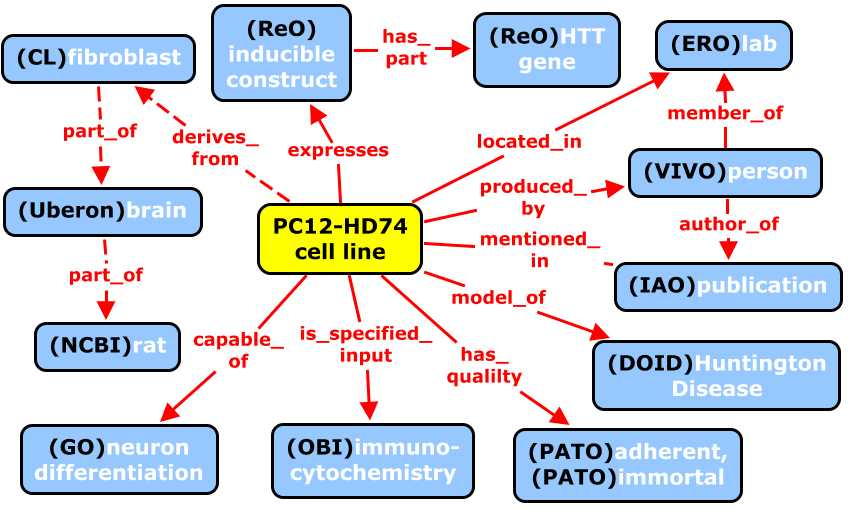 (CL)fibroblast
(ReO)
inducible
construct
has_
part
(ReO)HTT
gene
(ERO)lab
part_of
derives_
from
expresses
located_in
member_of
(Uberon)brain
PC12-HD74
cell line
produced_
by
(VIVO)person
mentioned_
in
author_of
part_of
model_of
(IAO)publication
(NCBI)rat
capable_
of
is_specified_
input
has_
qualilty
(DOID)Huntington
Disease
(GO)neuron
differentiation
(OBI)immuno-
cytochemistry
(PATO)adherent,
(PATO)immortal